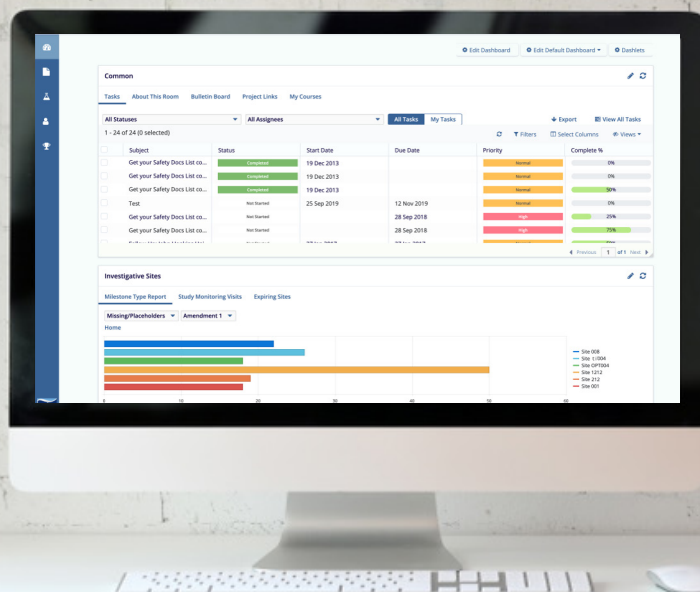 Edit Dashboard Edit Default Dashboard Dashlets
Common
Tasks About This Room Bulletin Board Project Links My Courses
All Statuses All Assignees All Tasks My Tasks Export View All Tasks
1 - 24 of 24 (0 selected) Filters Select Columns Views
Subject Status Start Date Due Date Priority Complete %
Get your Safety Docs List co... Completed 19 Dec 2013 Normal 0%
Get your Safety Docs List co... Completed 19 Dec 2013 Normal 0%
Get your Safety Docs List co... Completed 19 Dec 2013 Normal 50%
Test Not Started 25 Sep 2019 12 Nov 2019 Normal 0%
Get your Safety Docs List co... Not Started 28 Sep 2018 High 25%
Get your Safety Docs List co... Not Started 28 Sep 2018 High 75%
Previous 1 of 1 Next
Investigative Sites
Milestone Type Report Study Monitoring Visits Expiring Sites
Missing/Placeholders Amendment 1
Home
Site 008
Site 004
Site OPT004
Site 1212
Site 212
Site 001
0 10 20 30 40 50 60